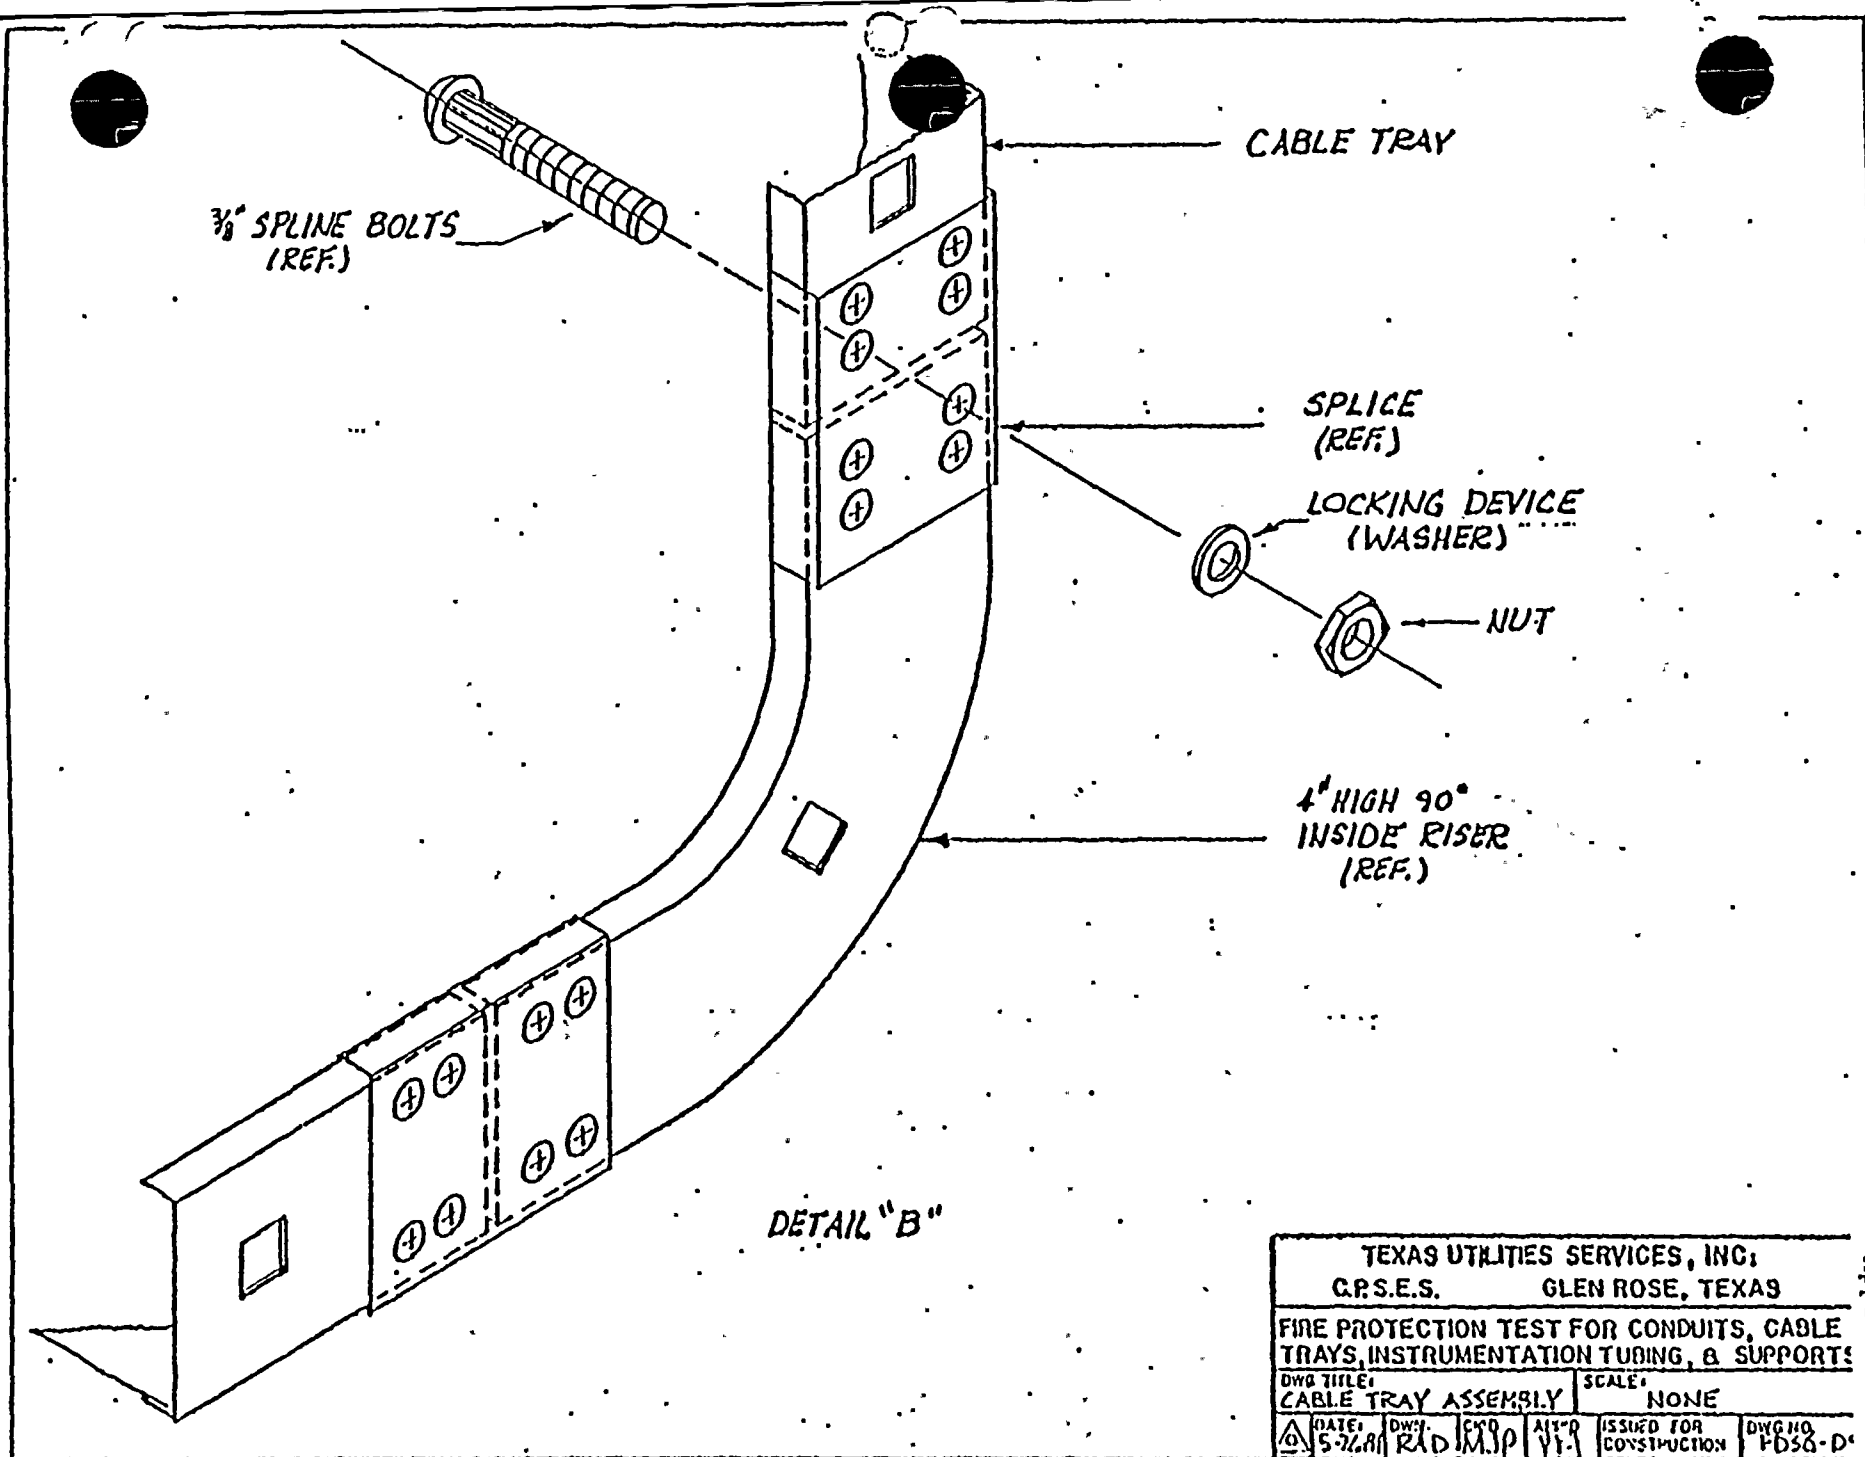 CABLE TRAY
3/8" SPLINE BOLTS
(REF.)
SPLICE
(REF.)
LOCKING DEVICE
(WASHER)
NUT
4" HIGH 90°
INSIDE RISER
(REF.)
DETAIL "B"
TEXAS UTILITIES SERVICES, INC.
C.P.S.E.S. GLEN ROSE, TEXAS
FIRE PROTECTION TEST FOR CONDUITS, CABLE
TRAYS, INSTRUMENTATION TUBING, & SUPPORTS
DWG TITLE: SCALE:
CABLE TRAY ASSEMBLY NONE
DATE: DWN. CK'D ISSUED FOR DWG NO.
RAD MJP CONSTRUCTION